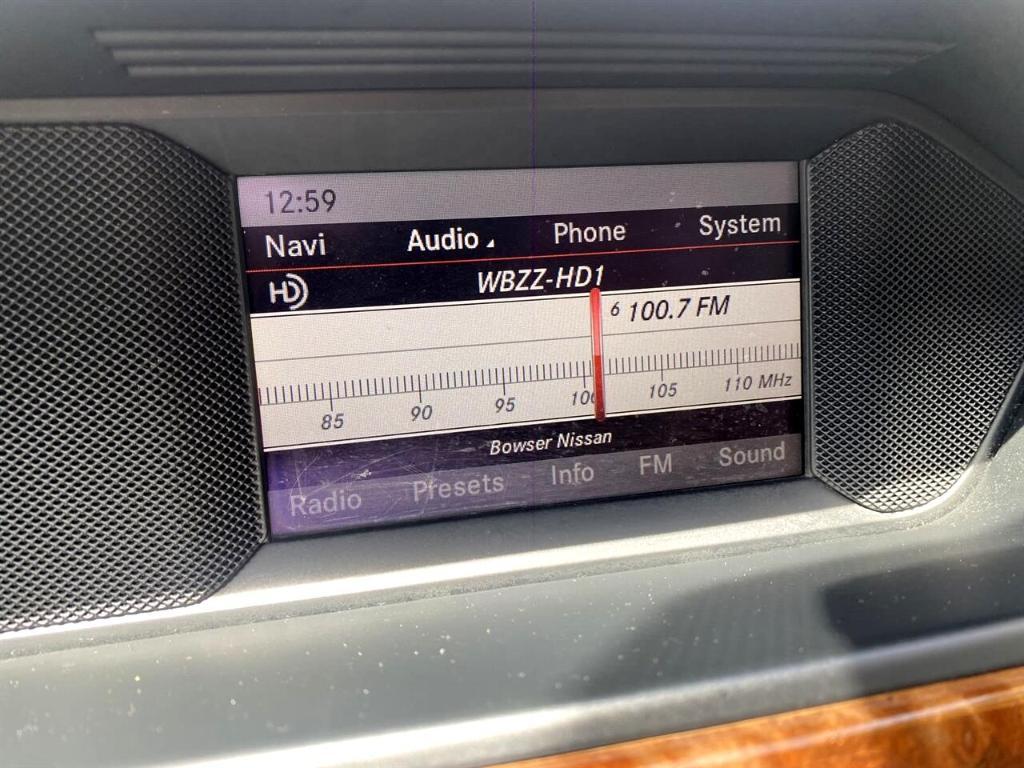 12:59
Navi Audio Phone System
HD WBZZ-HD1
6 100.7 FM
85 90 95 100 105 110 MHz
Bowser Nissan
Radio Presets Info FM Sound